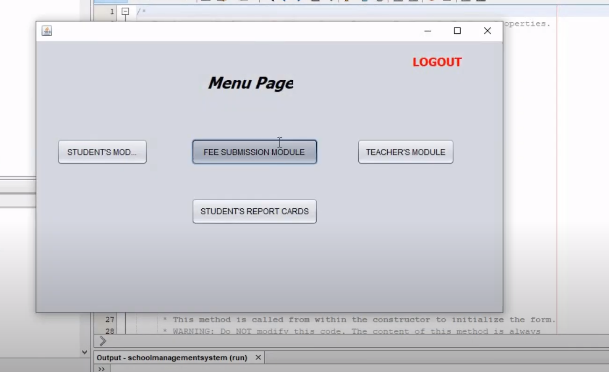 1 /*
operties.
LOGOUT
Menu Page
STUDENT'S MOD...
FEE SUBMISSION MODULE
TEACHER'S MODULE
STUDENT'S REPORT CARDS
27 * This method is called from within the constructor to initialize the form.
28 * WARNING: Do NOT modify this code. The content of this method is always
Output - schoolmanagementsystem (run) ×